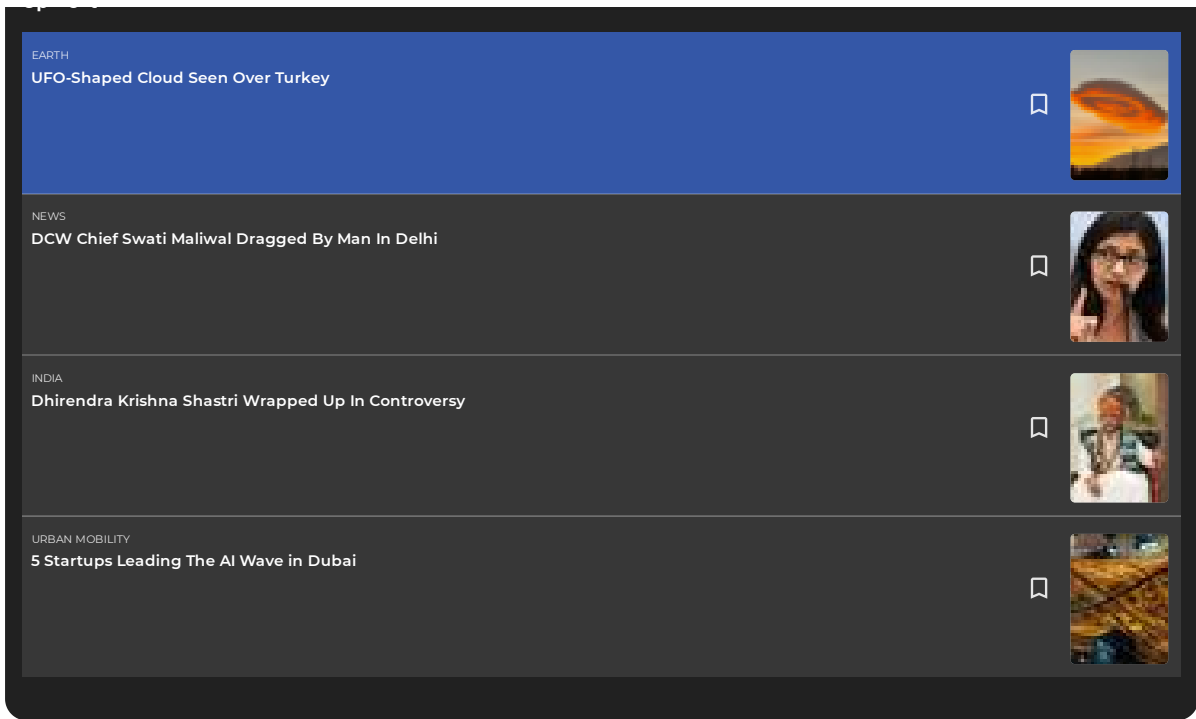 EARTH
UFO-Shaped Cloud Seen Over Turkey
NEWS
DCW Chief Swati Maliwal Dragged By Man In Delhi
INDIA
Dhirendra Krishna Shastri Wrapped Up In Controversy
URBAN MOBILITY
5 Startups Leading The AI Wave in Dubai